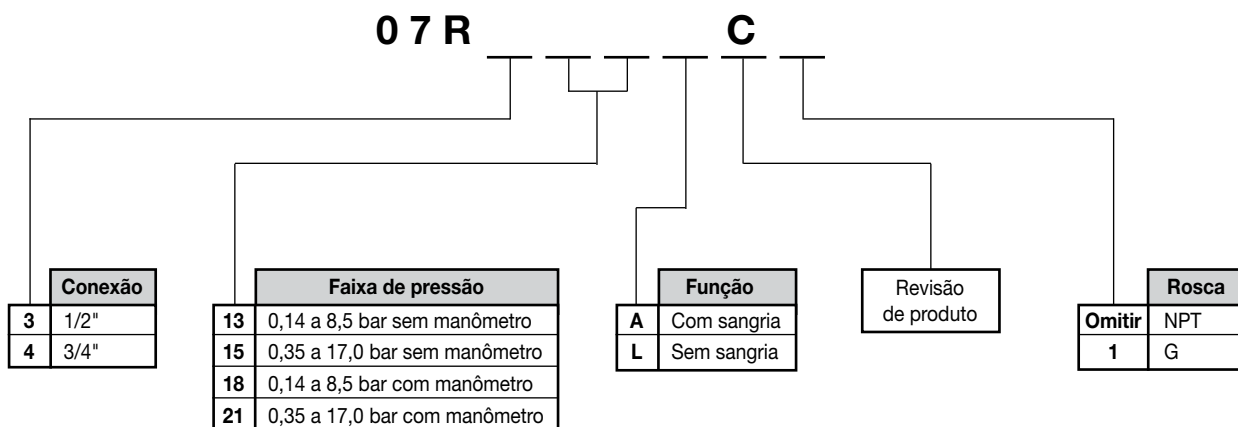 07R C
Conexão
3 1/2"
4 3/4"
Faixa de pressão
13 0,14 a 8,5 bar sem manômetro
15 0,35 a 17,0 bar sem manômetro
18 0,14 a 8,5 bar com manômetro
21 0,35 a 17,0 bar com manômetro
Função
A Com sangria
L Sem sangria
Revisão
de produto
Rosca
Omitir NPT
1 G